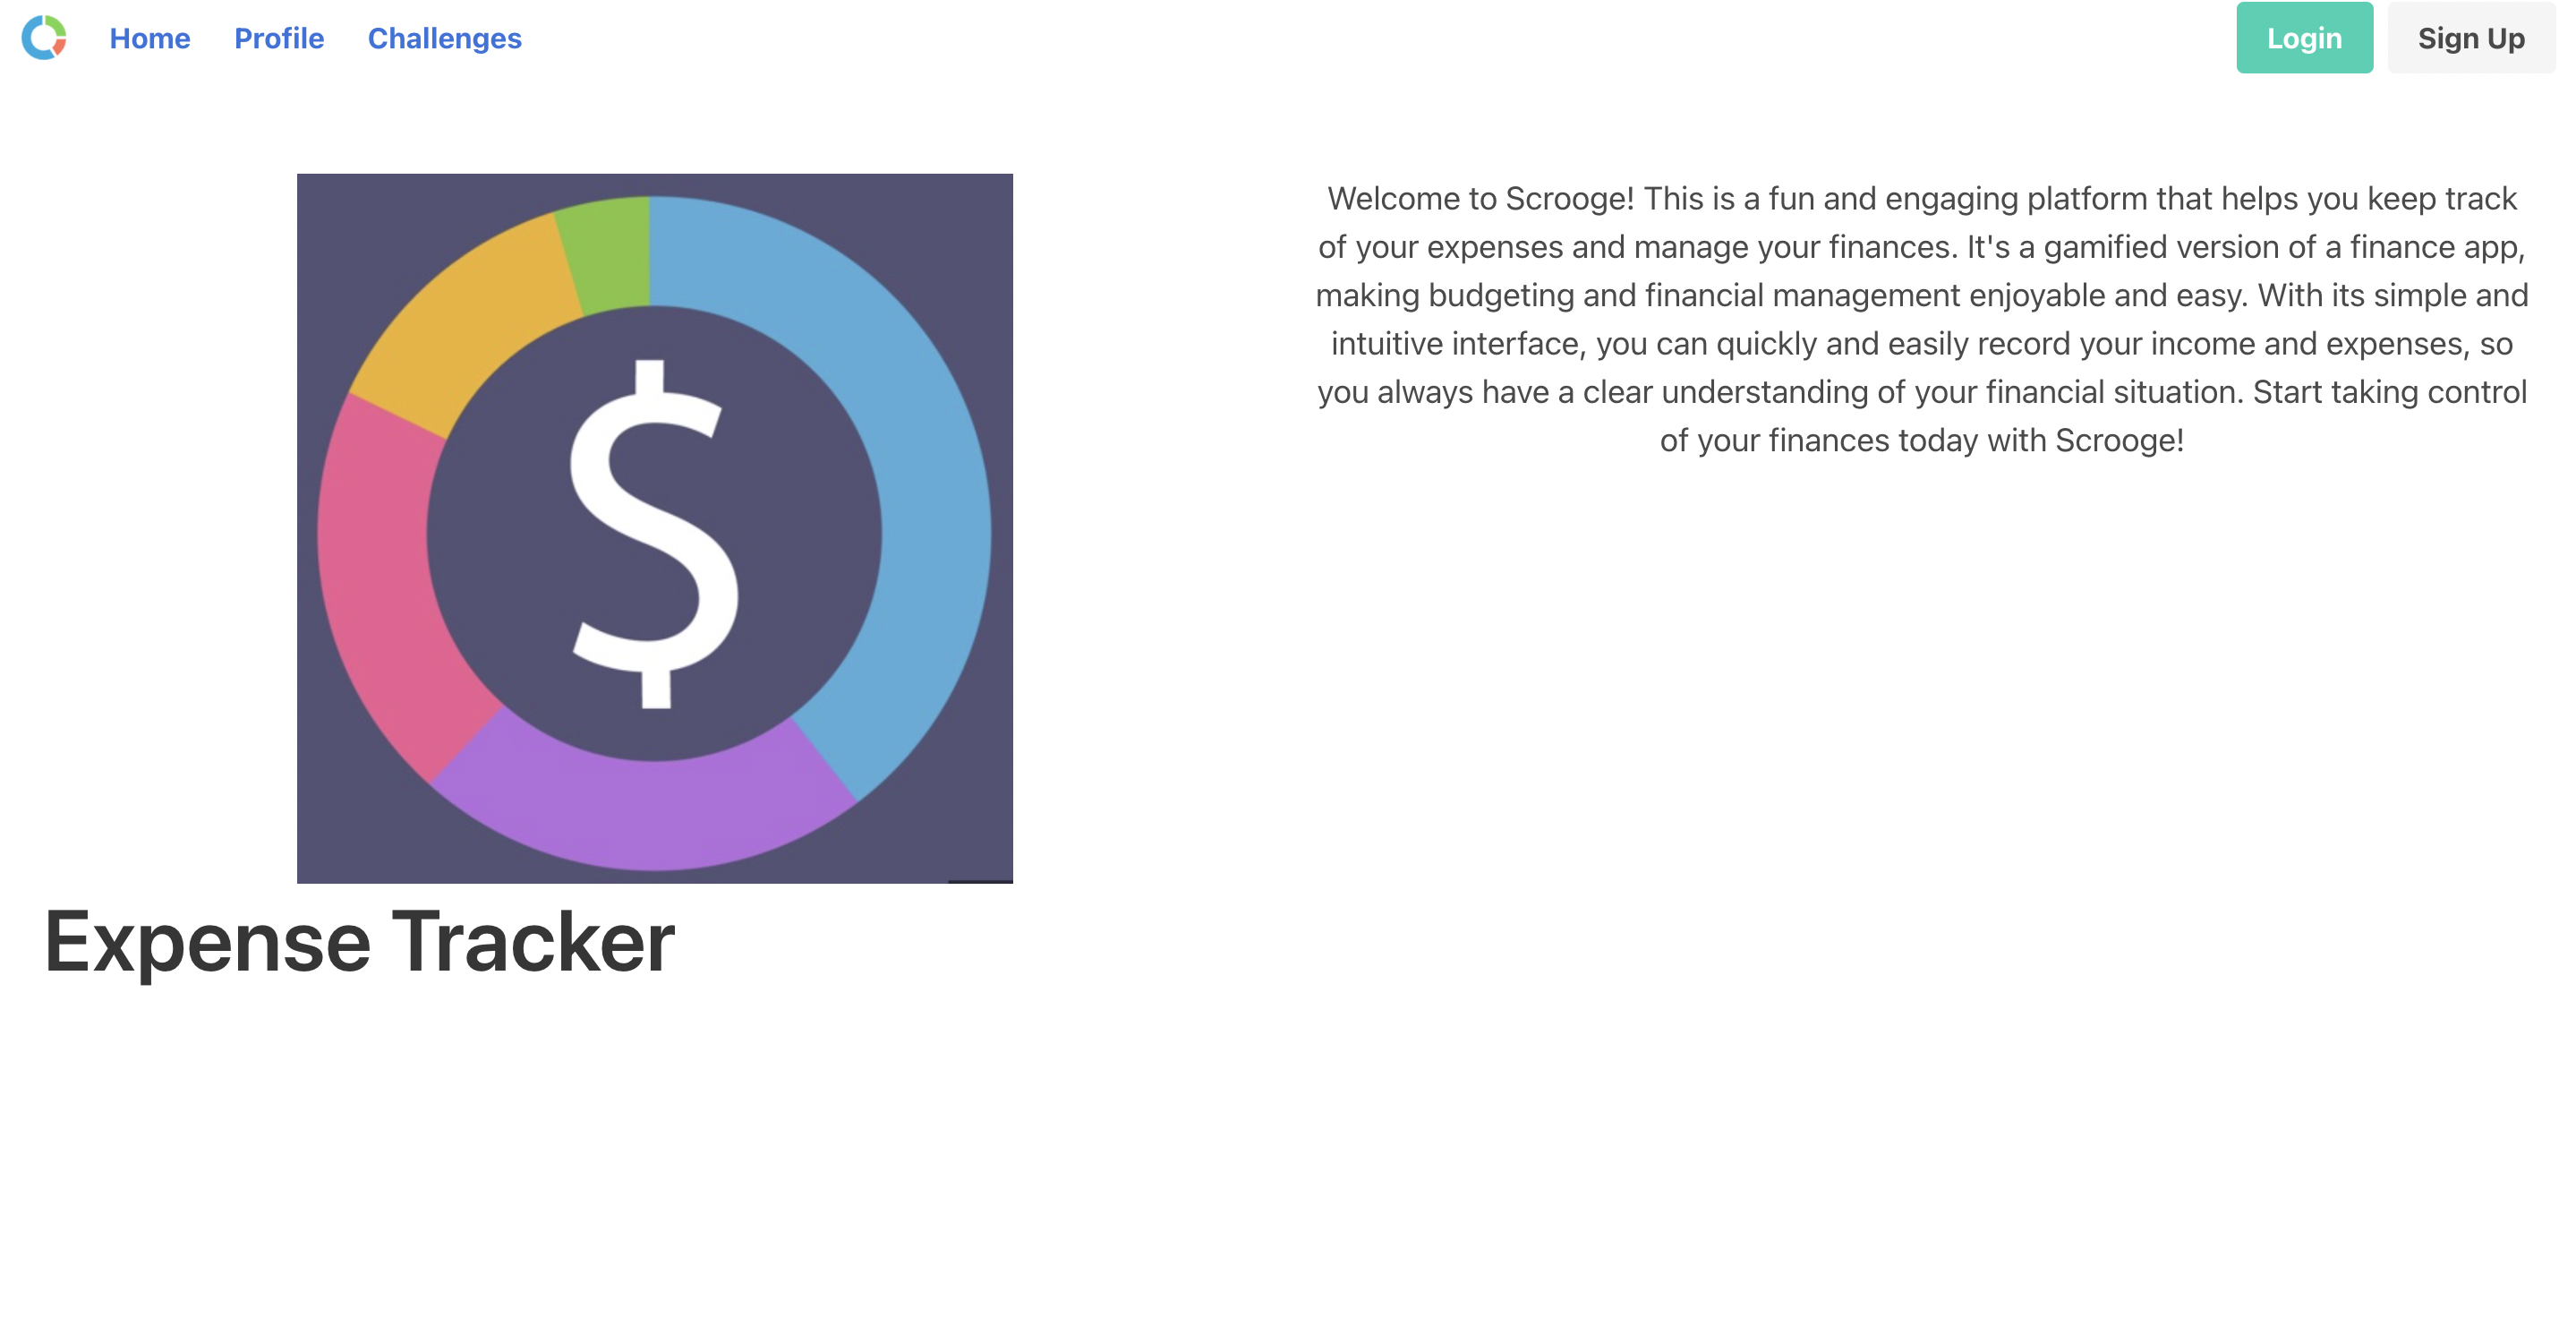 Home Profile Challenges Login Sign Up
$
Welcome to Scrooge! This is a fun and engaging platform that helps you keep track
of your expenses and manage your finances. It's a gamified version of a finance app,
making budgeting and financial management enjoyable and easy. With its simple and
intuitive interface, you can quickly and easily record your income and expenses, so
you always have a clear understanding of your financial situation. Start taking control
of your finances today with Scrooge!
Expense Tracker